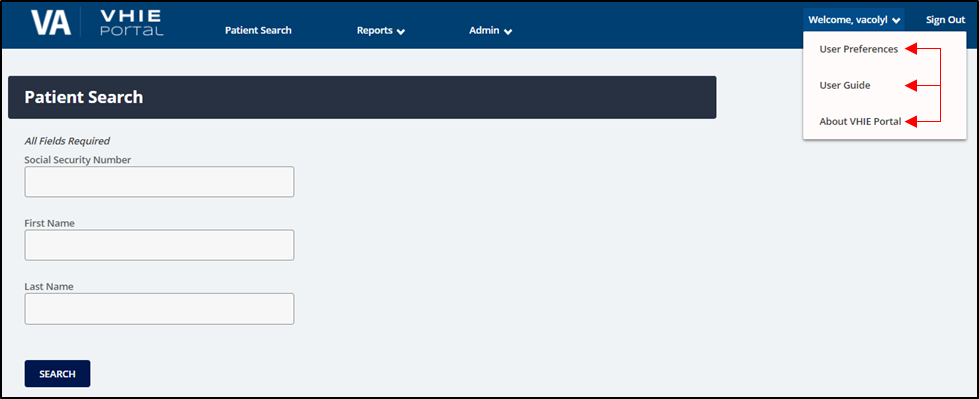 VA VHIE PORTAL
Patient Search Reports Admin Welcome, vacolyl Sign Out
User Preferences
User Guide
About VHIE Portal
Patient Search
All Fields Required
Social Security Number
First Name
Last Name
SEARCH